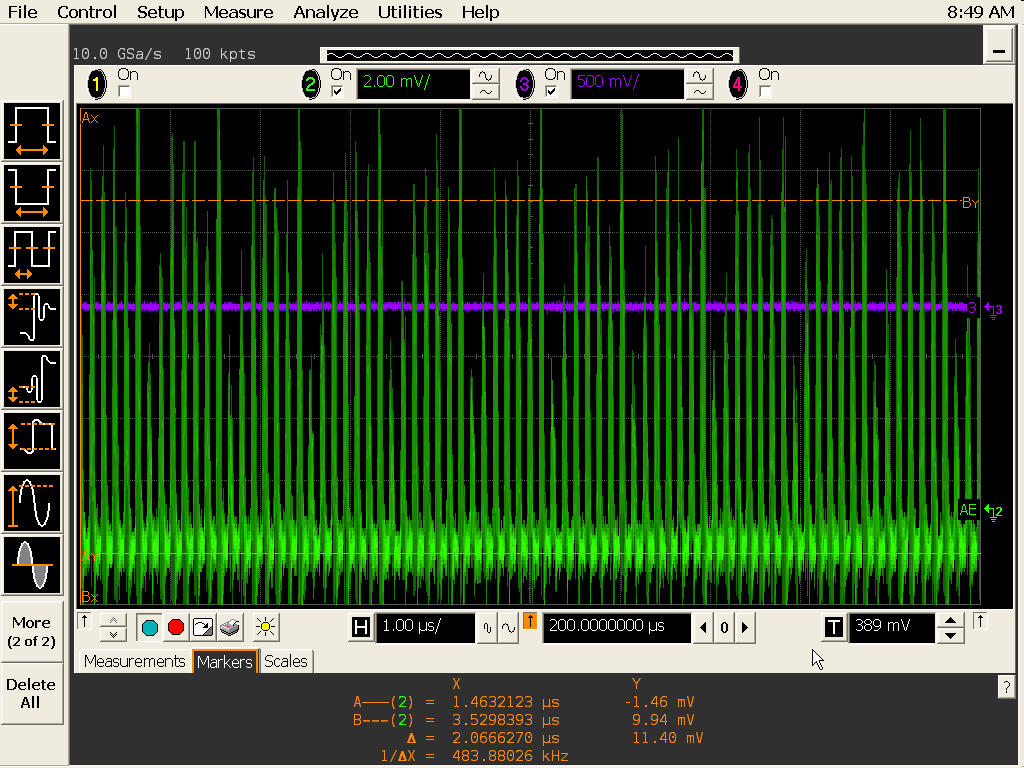 File Control Setup Measure Analyze Utilities Help 8:49 AM
10.0 GSa/s 100 kpts
1 On 2 On 2.00 mV/ 3 On 500 mV/ 4 On
Ax
By
3 3
AE 2
Ay
Bx
More
(2 of 2)
Delete
All
H 1.00 µs/ 200.0000000 µs 0 T 389 mV
Measurements Markers Scales
?
X Y
A———(2) = 1.4632123 µs -1.46 mV
B---(2) = 3.5298393 µs 9.94 mV
Δ = 2.0666270 µs 11.40 mV
1/ΔX = 483.88026 kHz